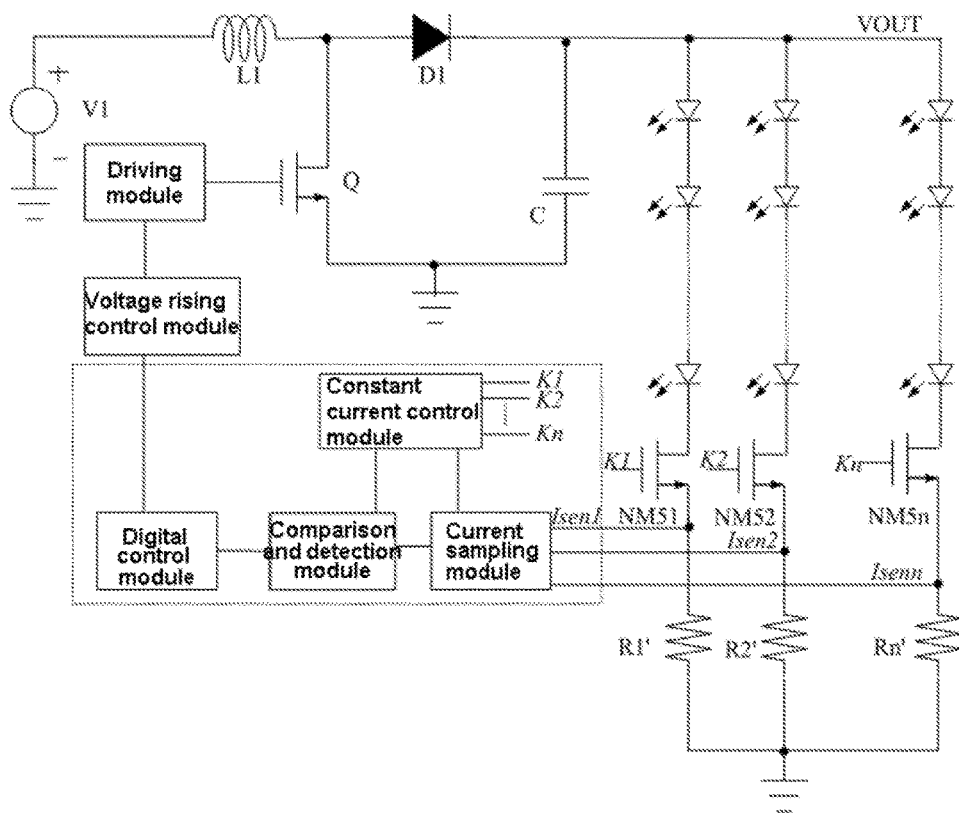 VOUT
L1
D1
+
V1
−
Driving
module
Q
C
Voltage rising
control module
Constant
current control
module
K1
K2
Kn
K1
K2
Kn
NM51
NM52
NM5n
Digital
control
module
Comparison
and detection
module
Current
sampling
module
Isen1
Isen2
Isenn
R1'
R2'
Rn'